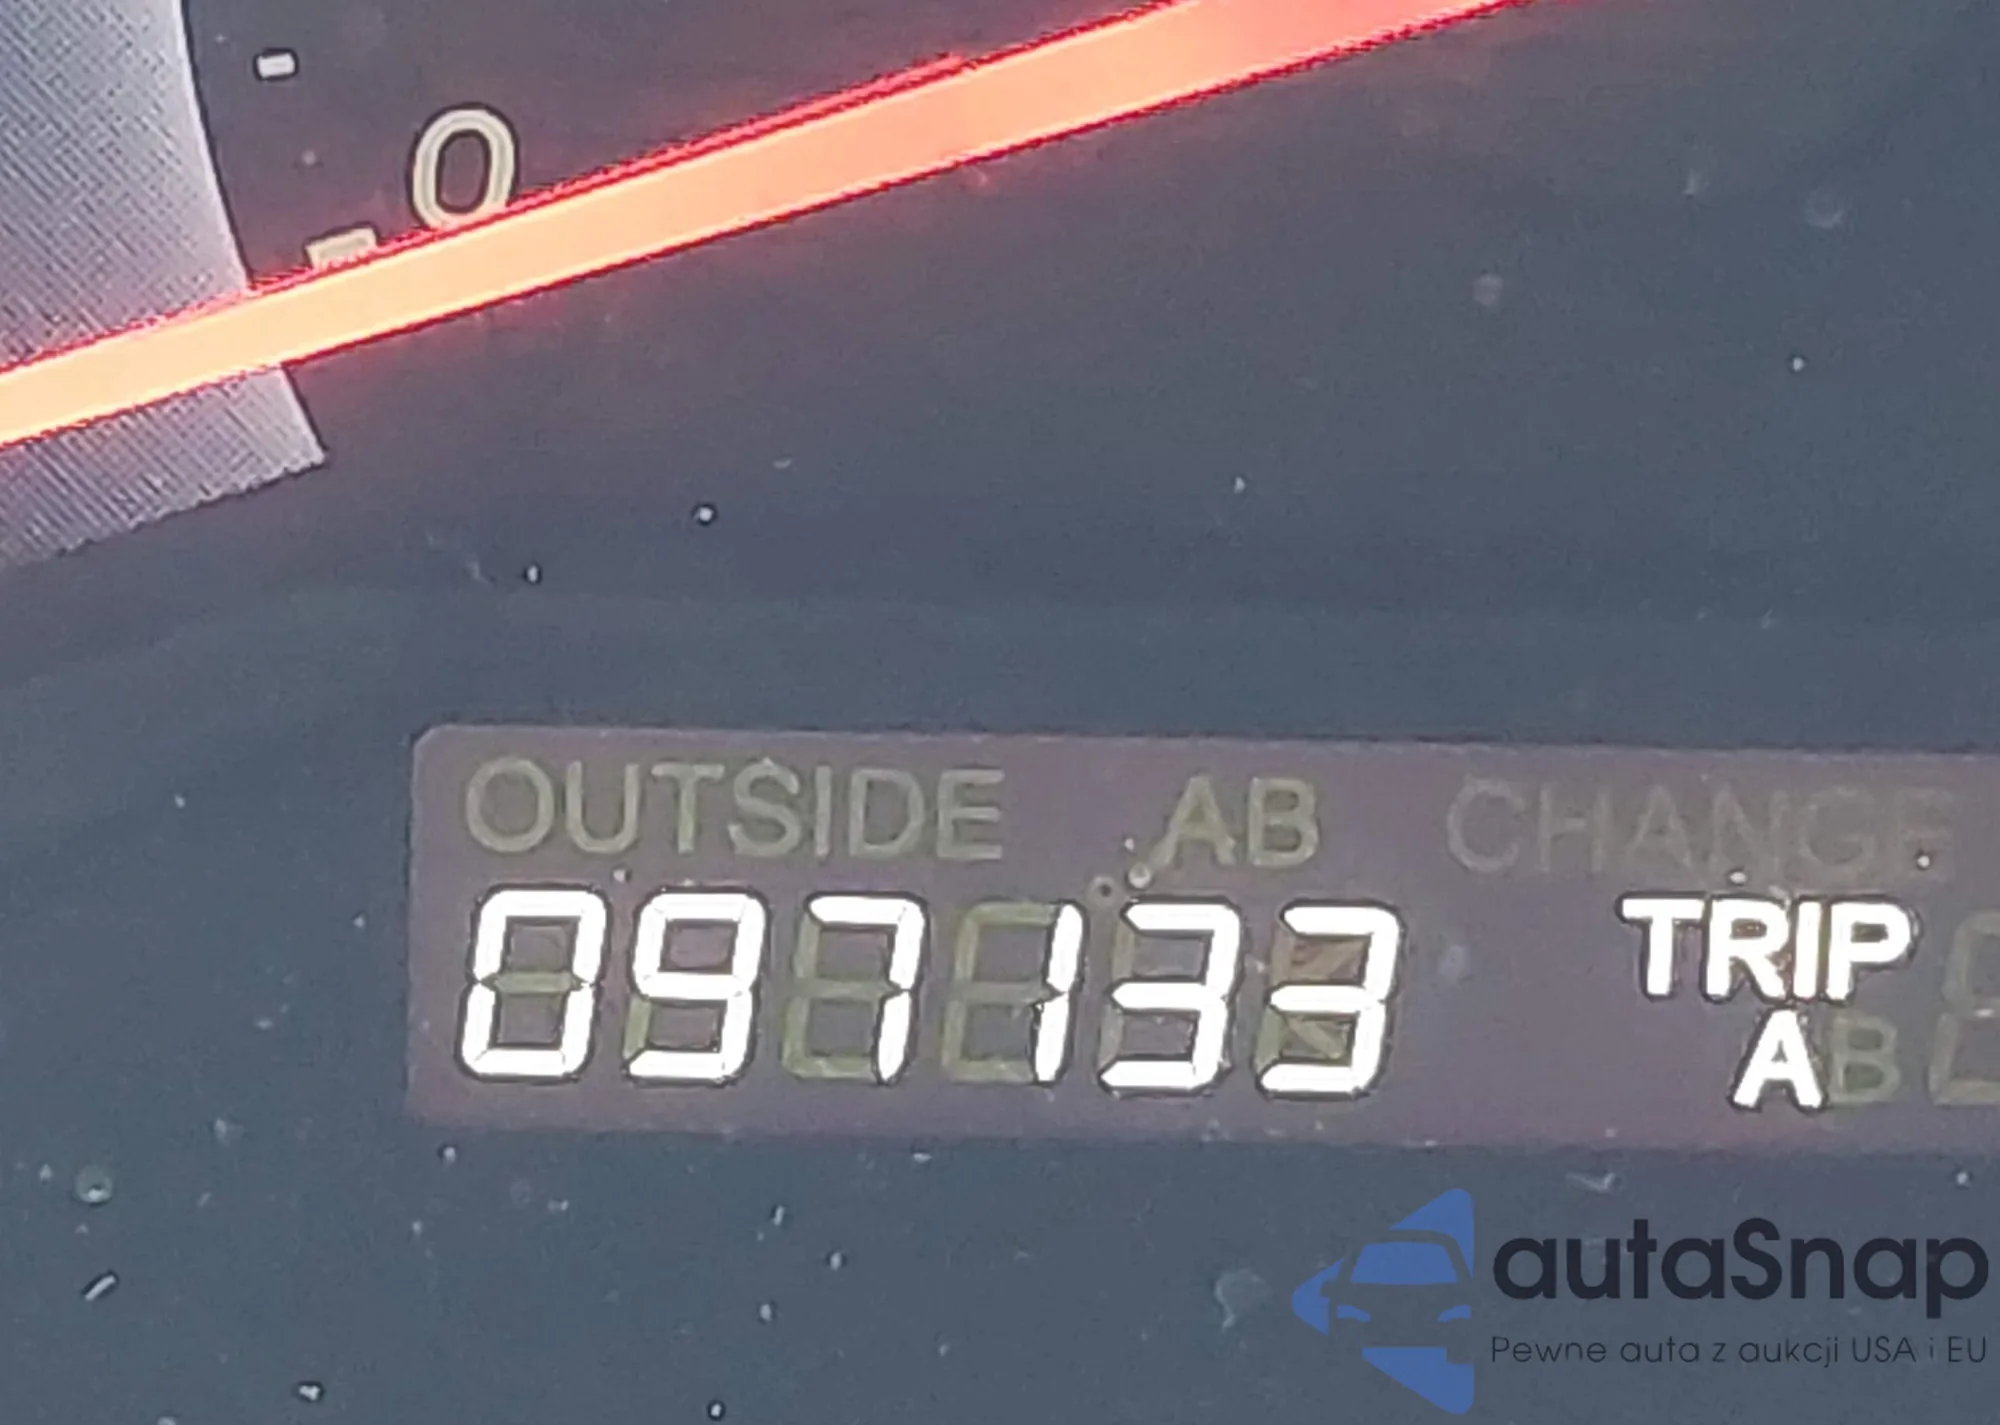 0
OUTSIDE AB CHANGE
097133 TRIP
A B
autaSnap
Pewne auta z aukcji USA i EU